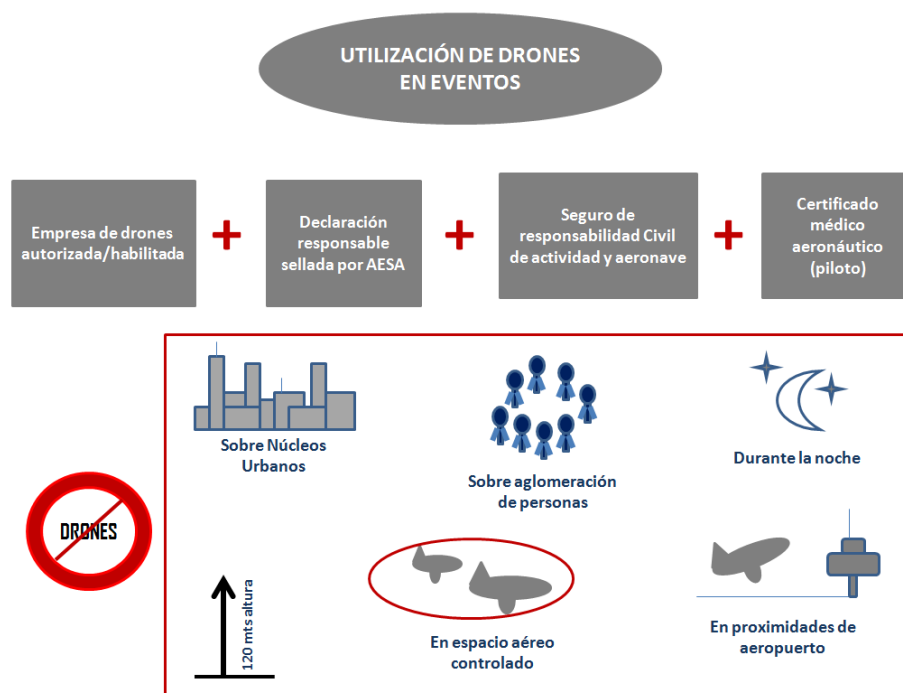 UTILIZACIÓN DE DRONES
EN EVENTOS
Empresa de drones
autorizada/habilitada
Declaración
responsable
sellada por AESA
Seguro de
responsabilidad Civil
de actividad y aeronave
Certificado
médico
aeronáutico
(piloto)
Sobre Núcleos
Urbanos
Sobre aglomeración
de personas
Durante la noche
DRONES
120 mts altura
En espacio aéreo
controlado
En proximidades de
aeropuerto